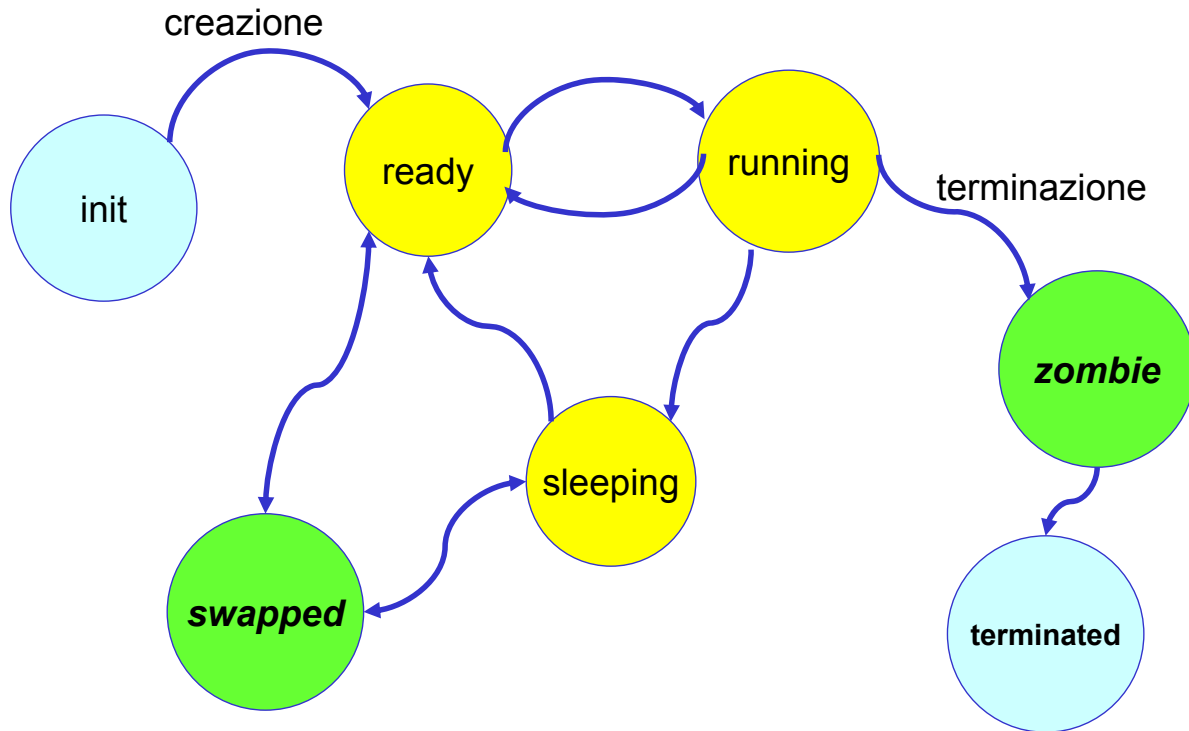 creazione
init
ready
running
terminazione
zombie
sleeping
swapped
terminated